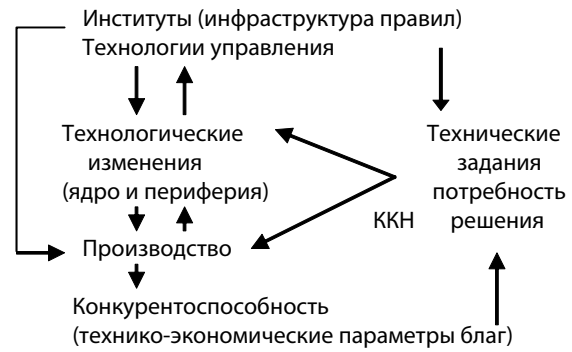 Институты (инфраструктура правил)
Технологии управления
Технологические
изменения
(ядро и периферия)
Технические
задания
потребность
решения
ККН
Производство
Конкурентоспособность
(технико-экономические параметры благ)